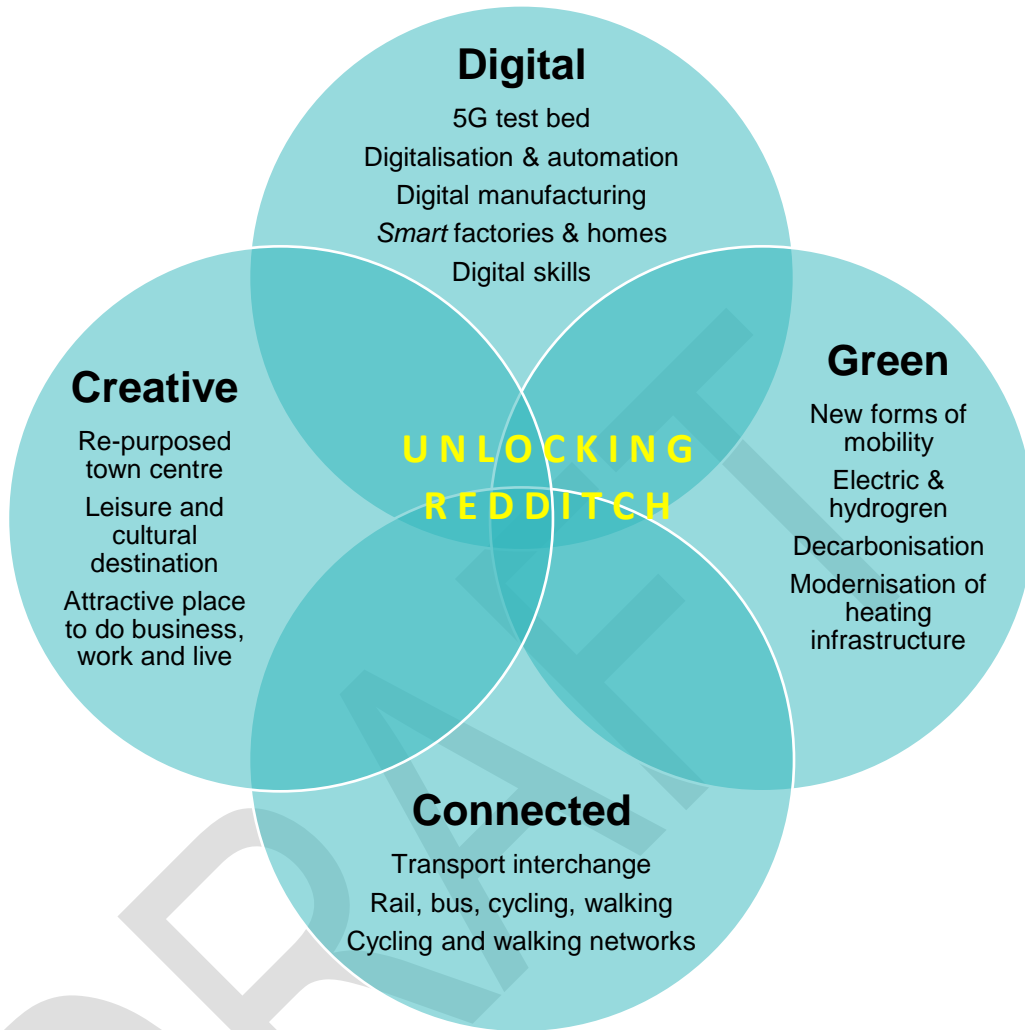 Digital
5G test bed
Digitalisation & automation
Digital manufacturing
Smart factories & homes
Digital skills
Creative
Re-purposed
town centre
Leisure and
cultural
destination
Attractive place
to do business,
work and live
UNLOCKING
REDDITCH
Green
New forms of
mobility
Electric &
hydrogren
Decarbonisation
Modernisation of
heating
infrastructure
Connected
Transport interchange
Rail, bus, cycling, walking
Cycling and walking networks
DRAFT